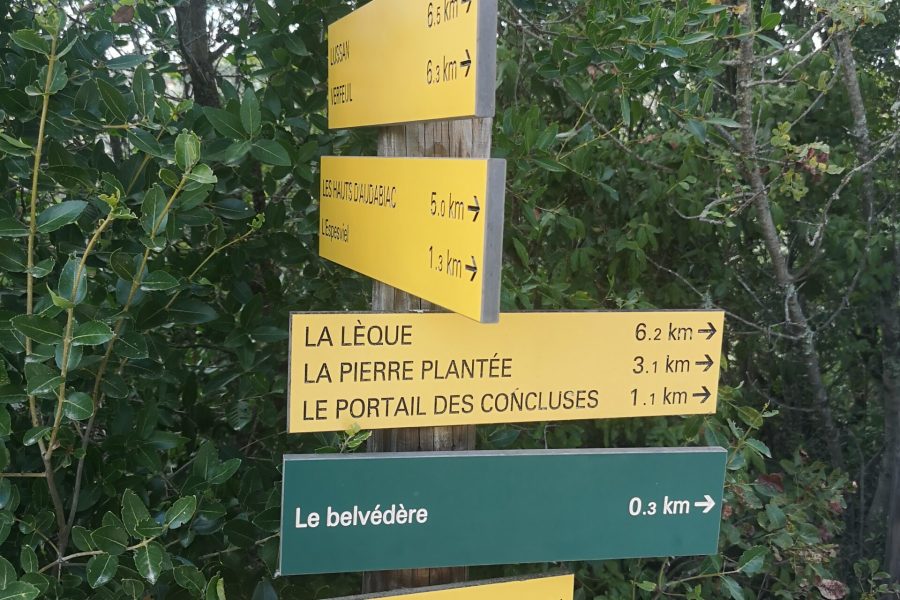 6.5 km →
LUSSAN
6.3 km →
VERFEUIL
LES HAUTS D'AUDABIAC 5.0 km →
L'Espesviel 1.3 km →
LA LÈQUE 6.2 km →
LA PIERRE PLANTÉE 3.1 km →
LE PORTAIL DES CONCLUSES 1.1 km →
Le belvédère 0.3 km →